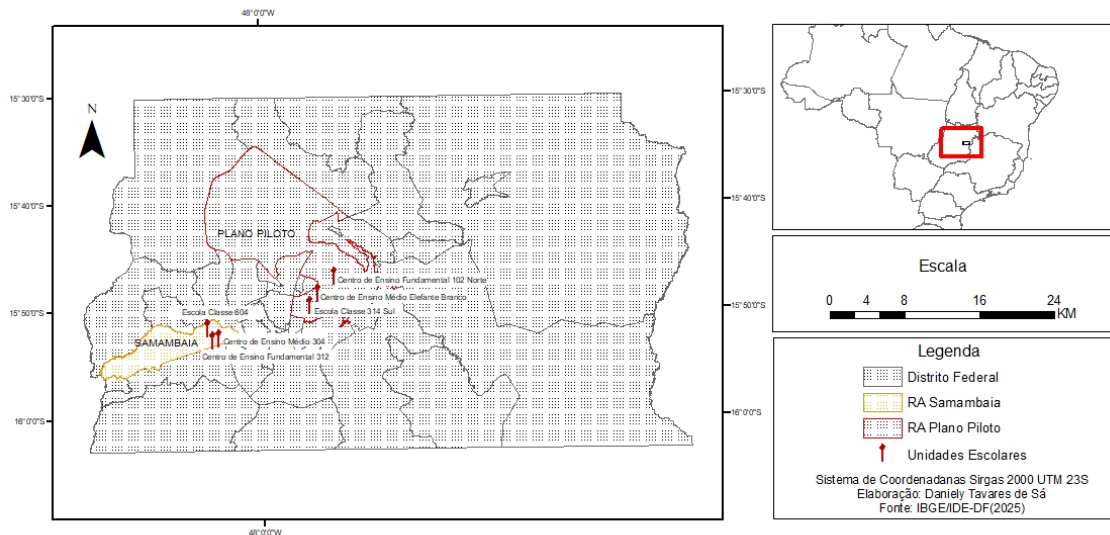 48°0'0"W
15°30'0"S
15°40'0"S
15°50'0"S
16°0'0"S
N
PLANO PILOTO
Centro de Ensino Fundamental 102 Norte
Centro de Ensino Médio Elefante Branco
Escola Classe 314 Sul
Escola Classe 604
SAMAMBAIA
Centro de Ensino Médio 304
Centro de Ensino Fundamental 312
15°30'0"S
15°40'0"S
15°50'0"S
16°0'0"S
48°0'0"W
Escala
0 2 4 6 8 16 24
KM
Legenda
Distrito Federal
RA Samambaia
RA Plano Piloto
Unidades Escolares
Sistema de Coordenadanas Sirgas 2000 UTM 23S
Elaboração: Daniely Tavares de Sá
Fonte: IBGE/IDE-DF(2025)